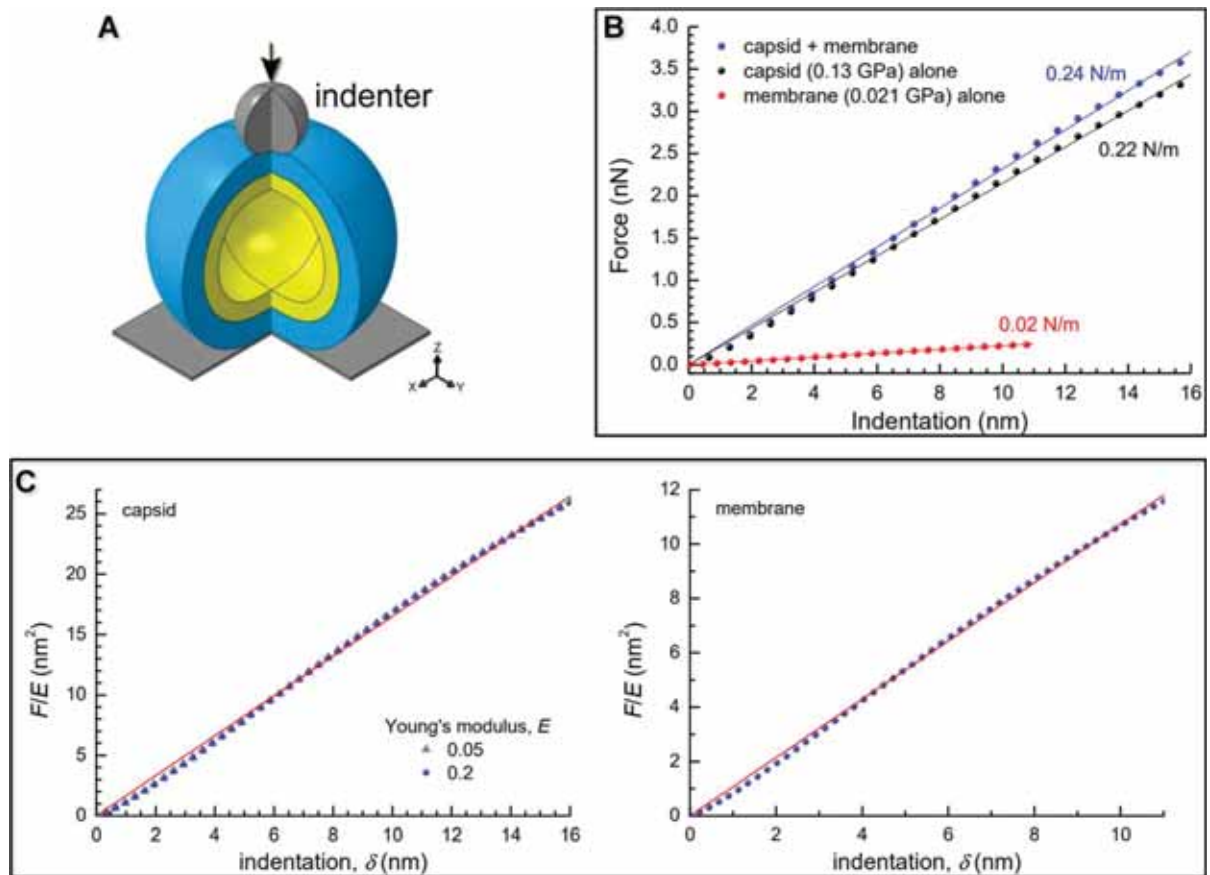 A
indenter
Z
X Y
B
capsid + membrane
capsid (0.13 GPa) alone
membrane (0.021 GPa) alone
0.24 N/m
0.22 N/m
0.02 N/m
Force (nN)
4.0
3.5
3.0
2.5
2.0
1.5
1.0
0.5
0.0
0 2 4 6 8 10 12 14 16
Indentation (nm)
C
capsid
F/E (nm²)
25
20
15
10
5
0
Young's modulus, E
0.05
0.2
0 2 4 6 8 10 12 14 16
indentation, δ (nm)
membrane
F/E (nm²)
12
10
8
6
4
2
0
0 2 4 6 8 10
indentation, δ (nm)